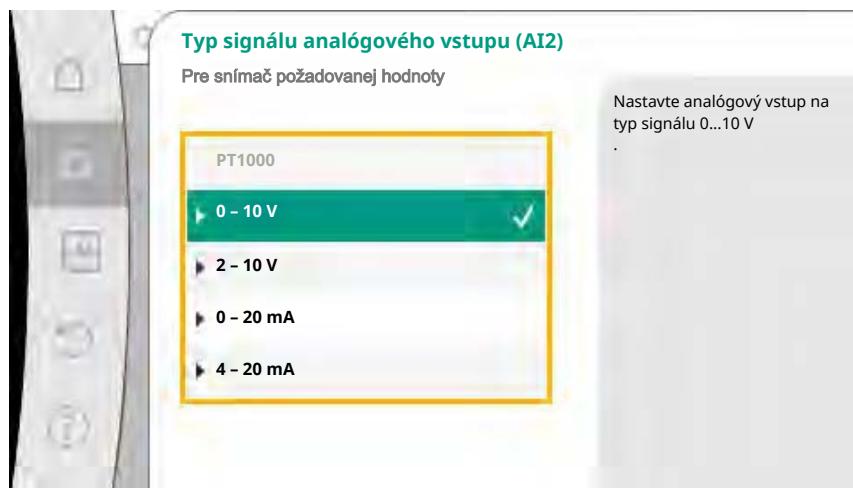 Typ signálu analógového vstupu (AI2)
Pre snímač požadovanej hodnoty
PT1000
0 – 10 V
2 – 10 V
0 – 20 mA
4 – 20 mA
Nastavte analógový vstup na
typ signálu 0...10 V
.